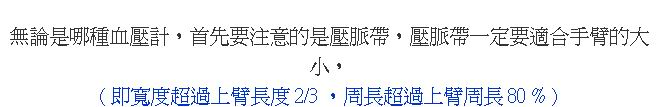 無論是哪種血壓計，首先要注意的是壓脈帶，壓脈帶一定要適合手臂的大
小，
( 即寬度超過上臂長度 2/3 ，周長超過上臂周長 80 % )